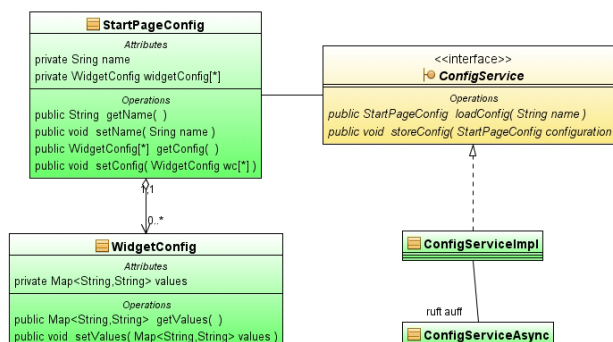 StartPageConfig
Attributes
private Sring name
private WidgetConfig widgetConfig[*]
Operations
public String getName( )
public void setName( Sring name )
public WidgetConfig[*] getConfig( )
public void setConfig( WidgetConfig wc[*] )
<<interface>>
ConfigService
Operations
public StartPageConfig loadConfig( String name )
public void storeConfig( StartPageConfig configuration
1,1
0..*
WidgetConfig
Attributes
private Map<String,String> values
Operations
public Map<String,String> getValues( )
public void setValues( Map<String,String> values )
ConfigServiceImpl
ruft auff
ConfigServiceAsync